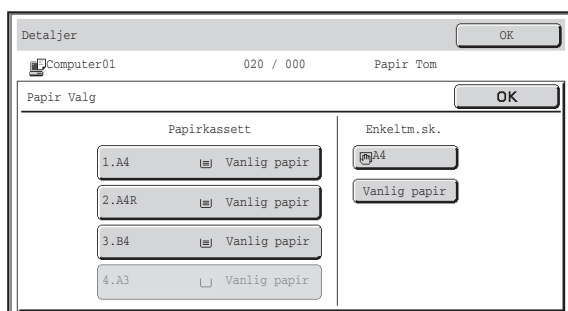 Detaljer OK
Computer01 020 / 000 Papir Tom
Papir Valg OK
Papirkassett Enkeltm.sk.
1.A4 Vanlig papir A4
2.A4R Vanlig papir Vanlig papir
3.B4 Vanlig papir
4.A3 Vanlig papir